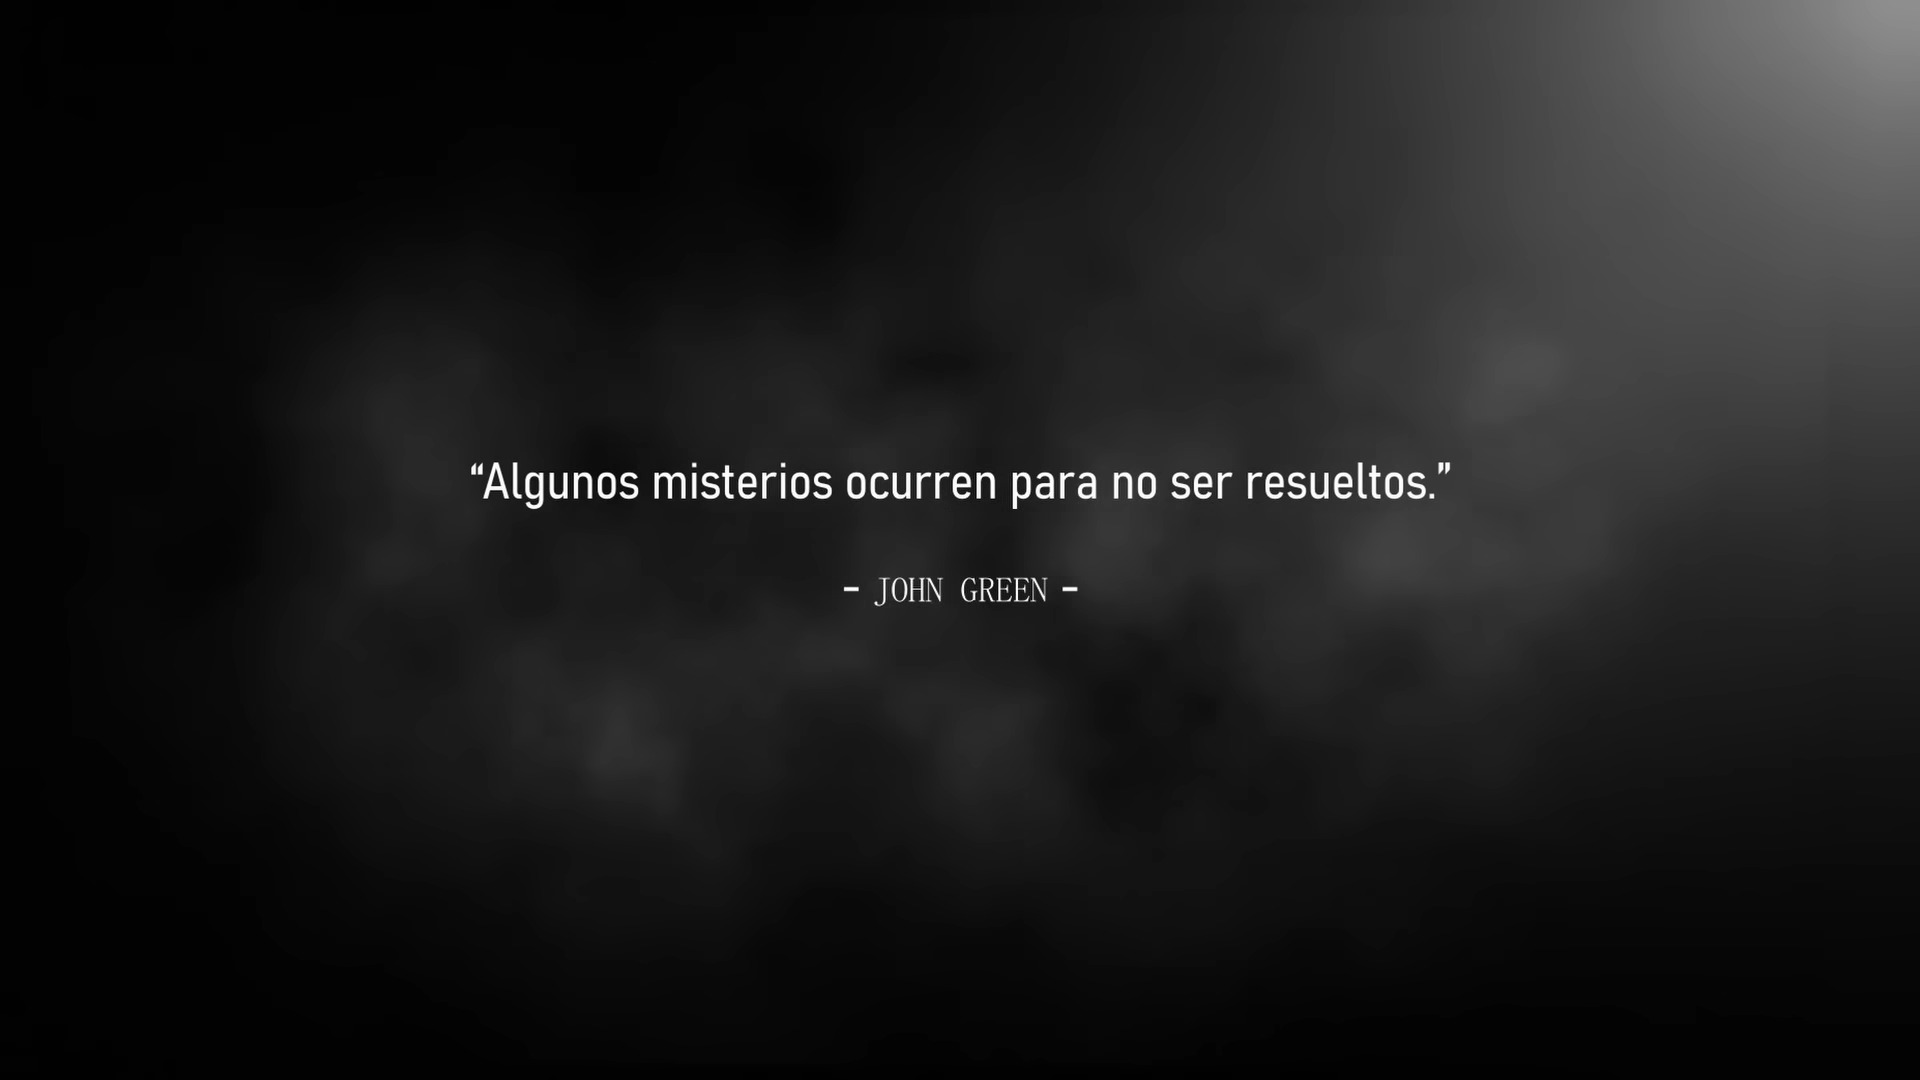 “Algunos misterios ocurren para no ser resueltos.”
- JOHN GREEN -